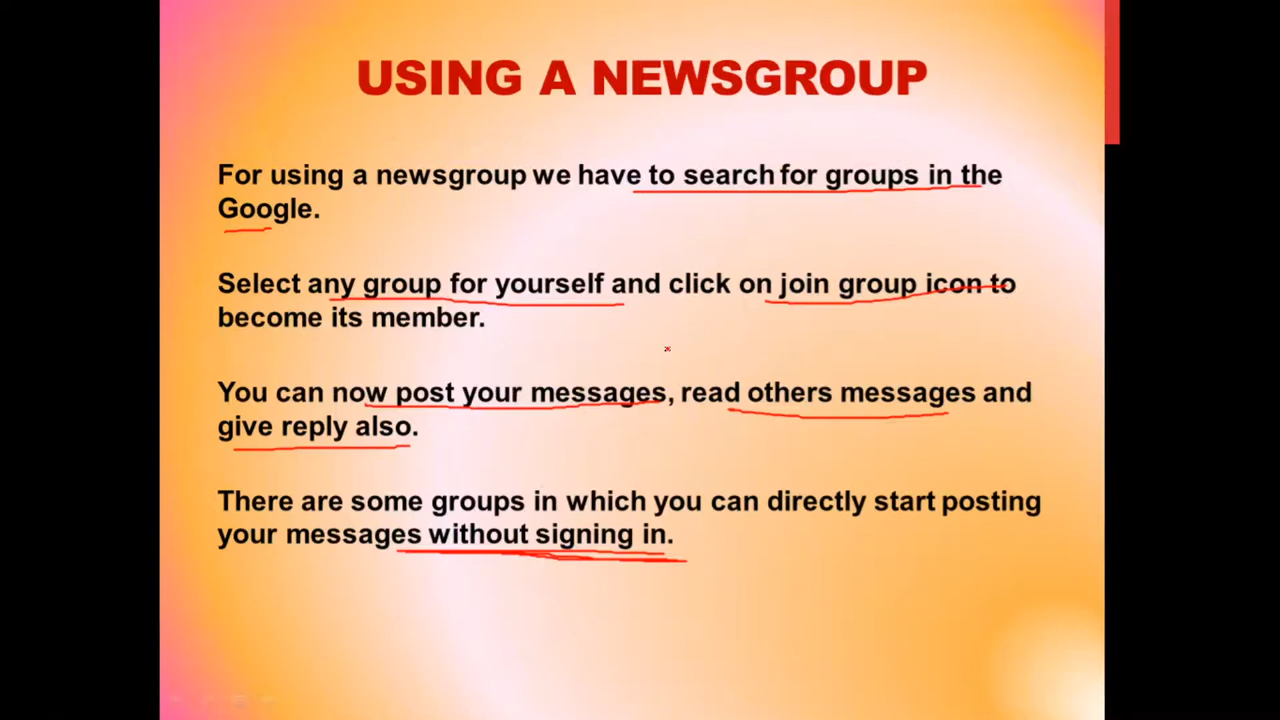 USING A NEWSGROUP
For using a newsgroup we have to search for groups in the
Google.
Select any group for yourself and click on join group icon to
become its member.
You can now post your messages, read others messages and
give reply also.
There are some groups in which you can directly start posting
your messages without signing in.